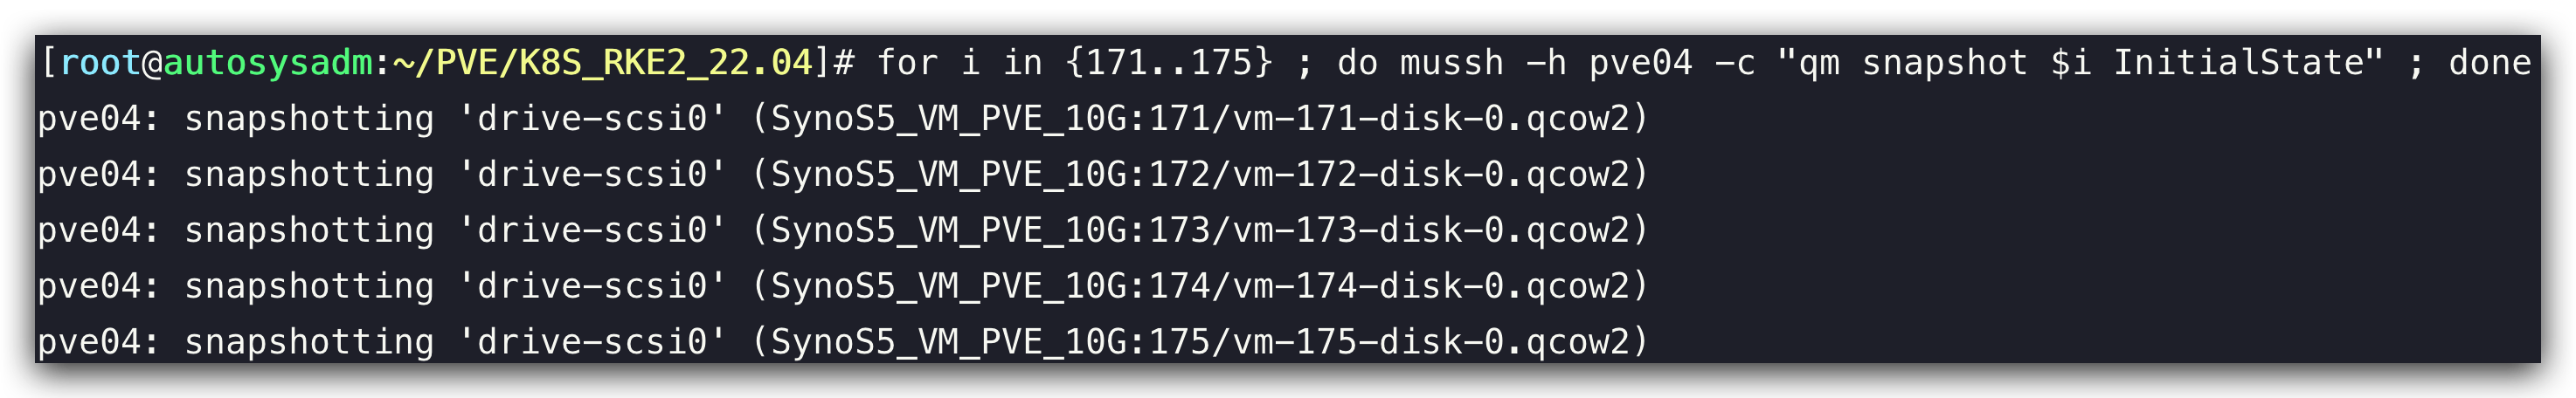 [root@autosysadm:~/PVE/K8S_RKE2_22.04]# for i in {171..175} ; do mussh -h pve04 -c "qm snapshot $i InitialState" ; done
pve04: snapshotting 'drive-scsi0' (SynoS5_VM_PVE_10G:171/vm-171-disk-0.qcow2)
pve04: snapshotting 'drive-scsi0' (SynoS5_VM_PVE_10G:172/vm-172-disk-0.qcow2)
pve04: snapshotting 'drive-scsi0' (SynoS5_VM_PVE_10G:173/vm-173-disk-0.qcow2)
pve04: snapshotting 'drive-scsi0' (SynoS5_VM_PVE_10G:174/vm-174-disk-0.qcow2)
pve04: snapshotting 'drive-scsi0' (SynoS5_VM_PVE_10G:175/vm-175-disk-0.qcow2)